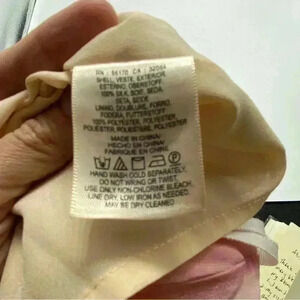 RN : 56170 CA : 32054
SHELL, VESTE, EXTERIOR,
ESTERNO, OBERSTOFF:
100% SILK, SOIE, SEDA,
SETA, SEIDE
LINING, DOUBLURE, FORRO,
FODERA, FUTTERSTOFF
100% POLYESTER, POLYESTER,
POLIESTER, POLIESTERE, POLYESTER
MADE IN CHINA/
HECHO EN CHINA/
FABRIQUE EN CHINE
HAND WASH COLD SEPARATELY,
DO NOT WRING OR TWIST,
USE ONLY NON-CHLORINE BLEACH,
LINE DRY, LOW IRON AS NEEDED.
MAY BE DRY CLEANED